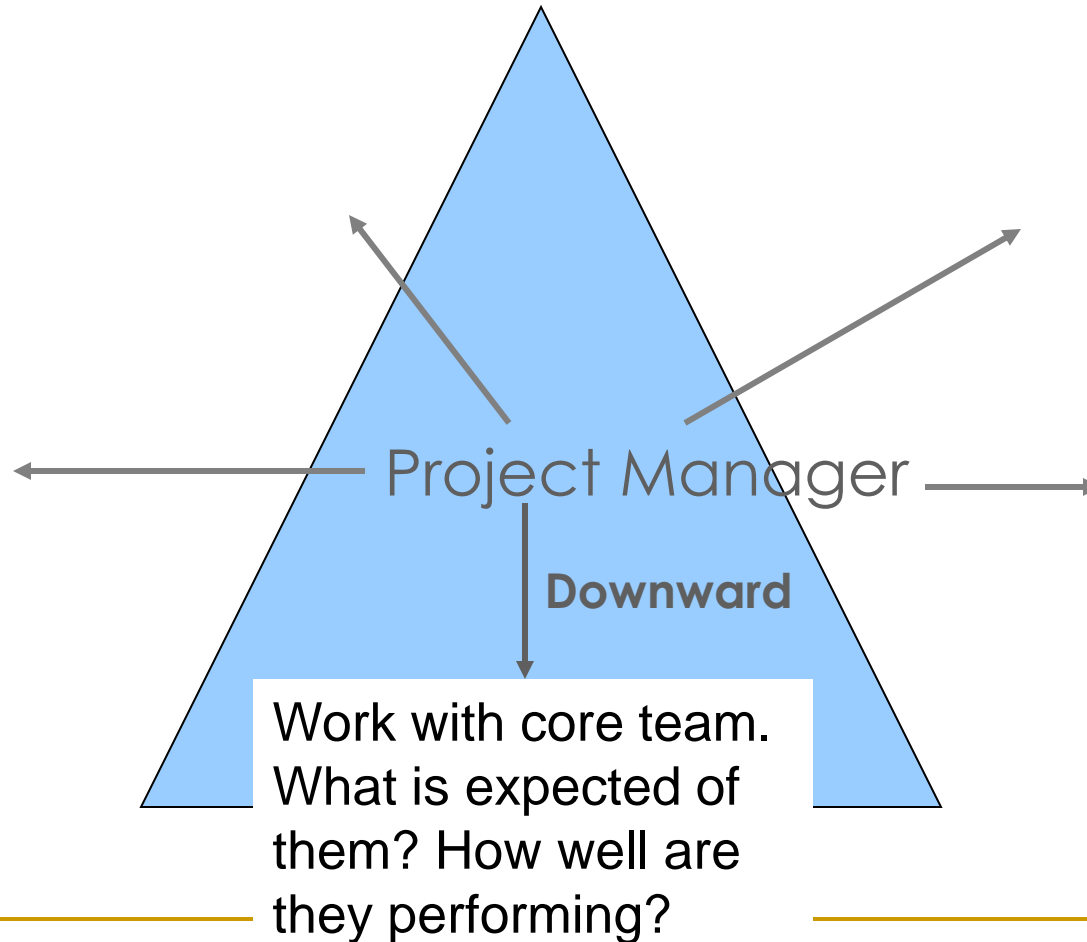 Project Manager
Downward
Work with core team.
What is expected of
them? How well are
they performing?